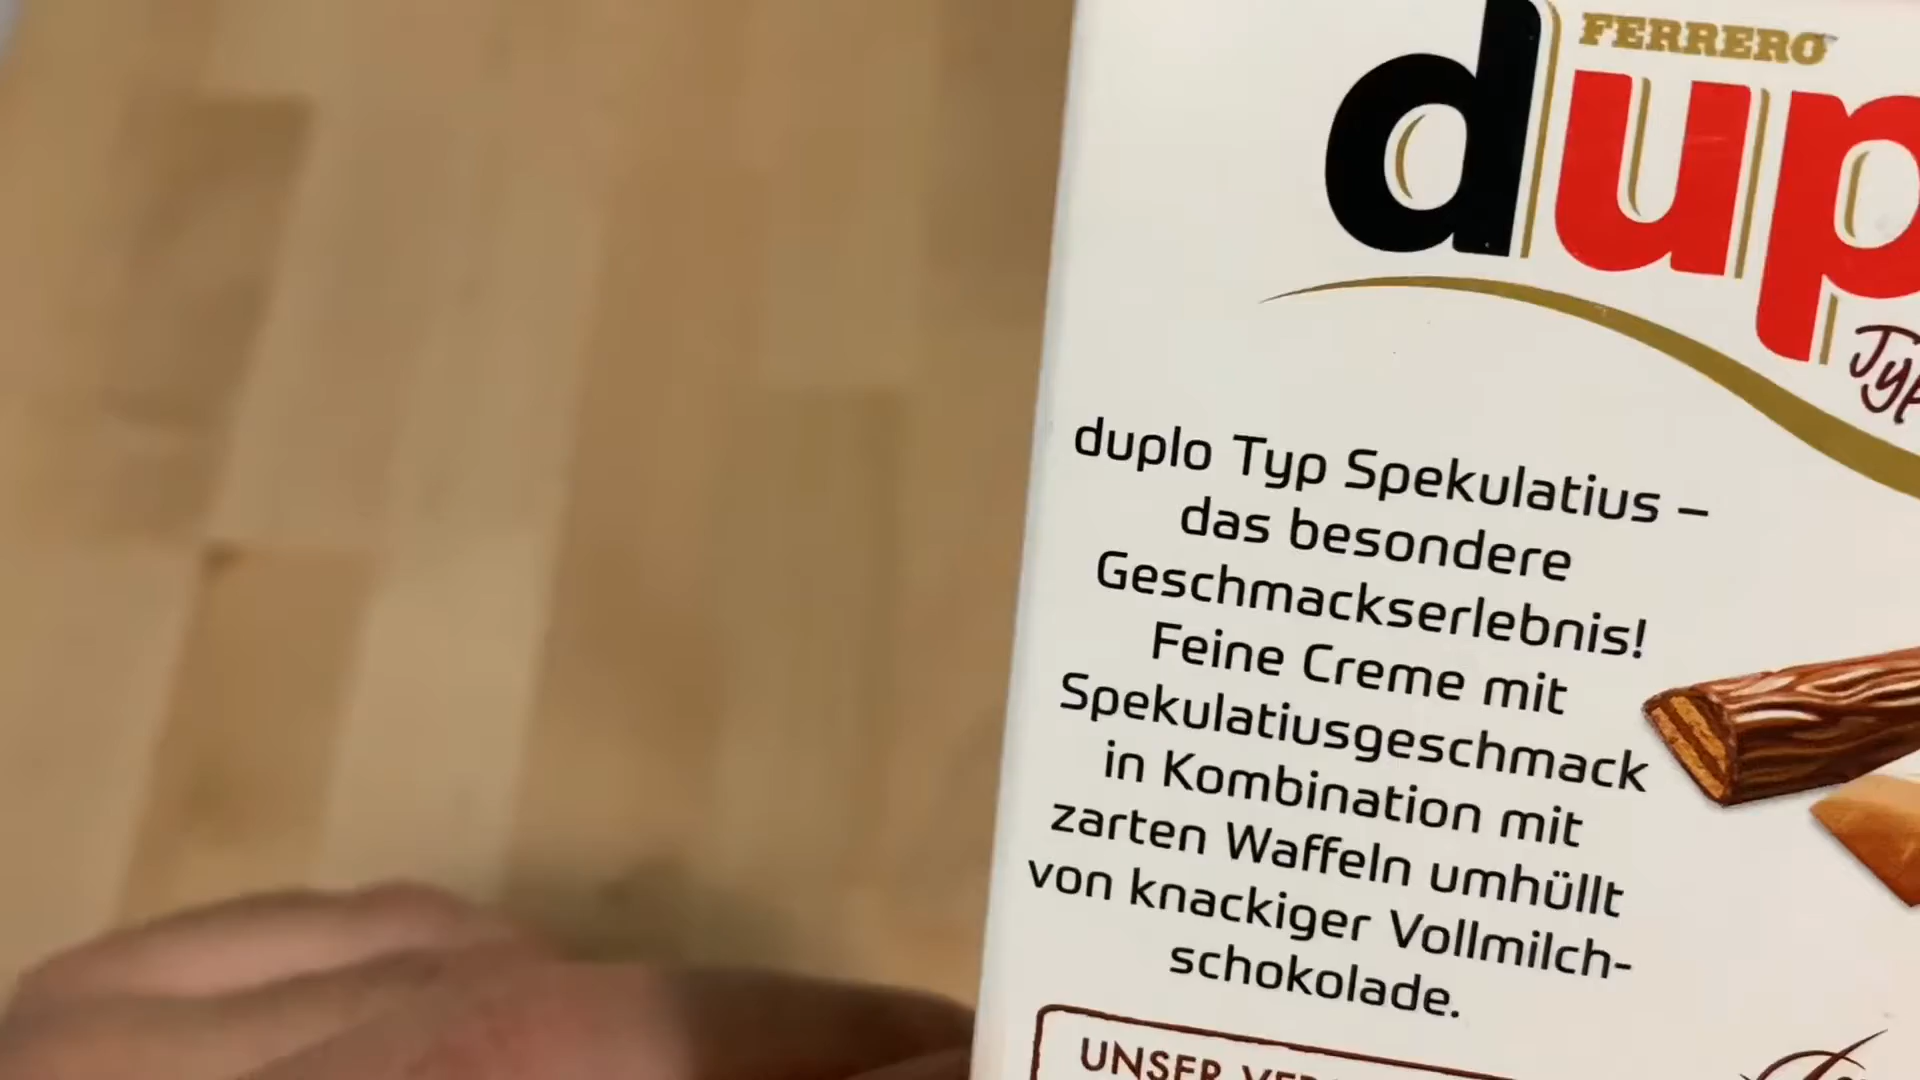 FERRERO
dup
Typ
duplo Typ Spekulatius –
das besondere
Geschmackserlebnis!
Feine Creme mit
Spekulatiusgeschmack
in Kombination mit
zarten Waffeln umhüllt
von knackiger Vollmilch-
schokolade.
UNSER